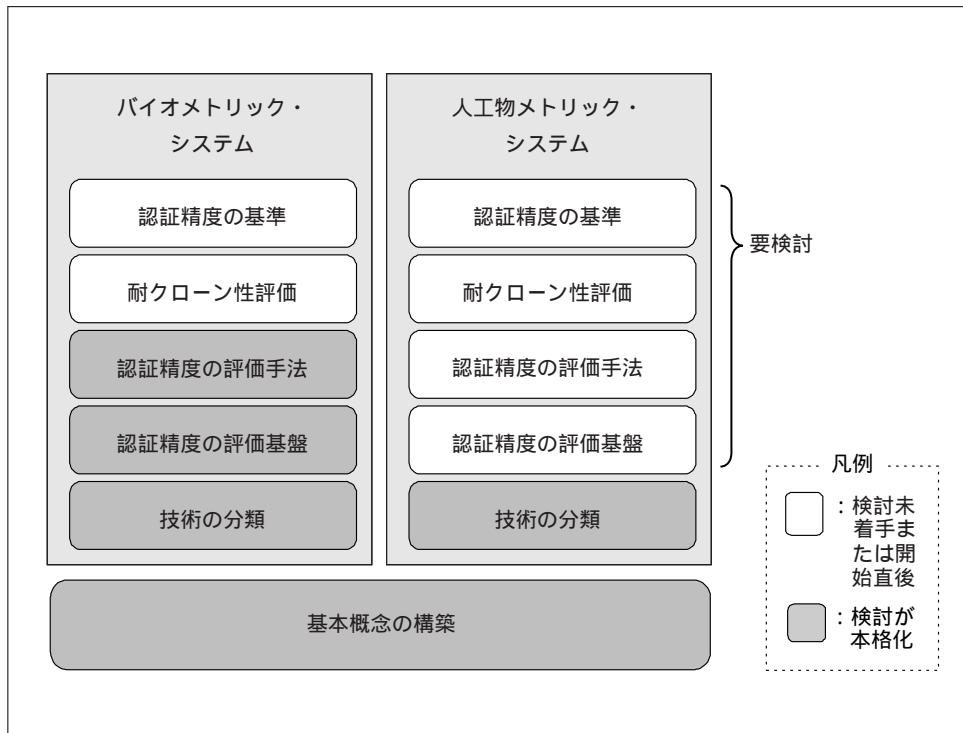 バイオメトリック・
システム
認証精度の基準
耐クローン性評価
認証精度の評価手法
認証精度の評価基盤
技術の分類
人工物メトリック・
システム
認証精度の基準
耐クローン性評価
認証精度の評価手法
認証精度の評価基盤
技術の分類
要検討
基本概念の構築
凡例
：検討未
着手ま
たは開
始直後
：検討が
本格化